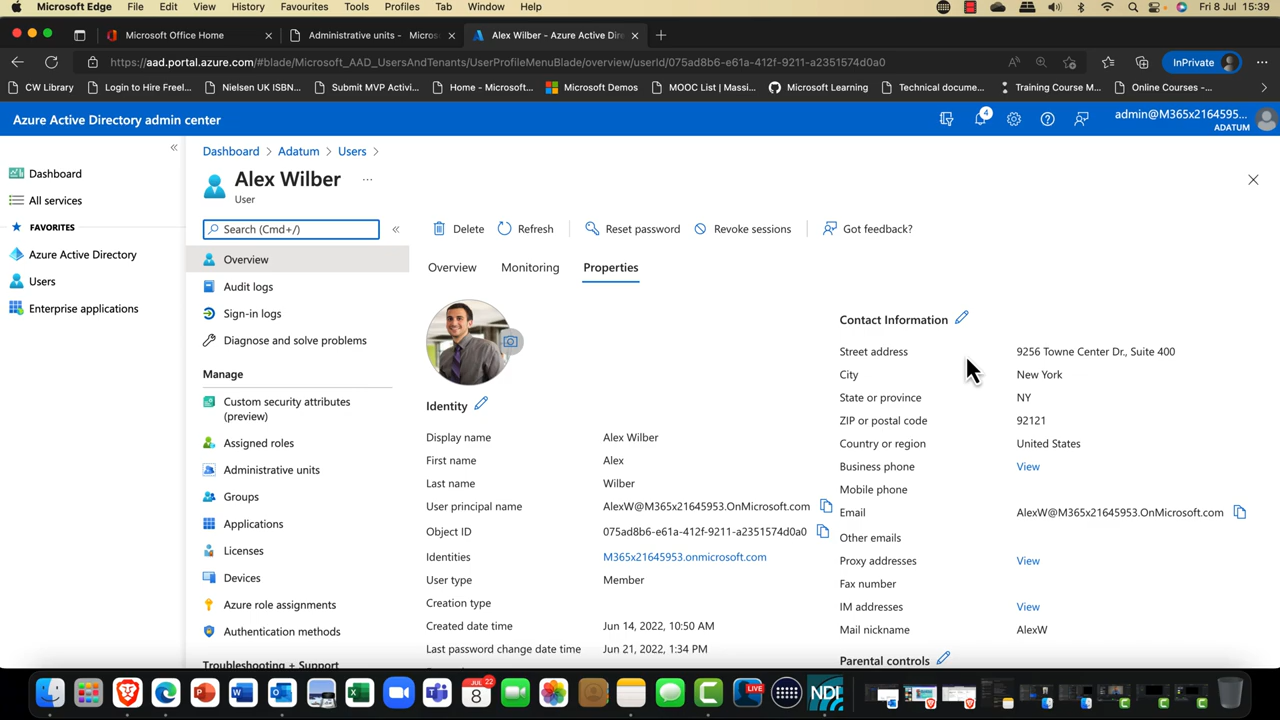 Microsoft Edge File Edit View History Favourites Tools Profiles Tab Window Help Fri 8 Jul 15:39
Microsoft Office Home Administrative units - Micros Alex Wilber - Azure Active Dire
https://aad.portal.azure.com/#blade/Microsoft_AAD_UsersAndTenants/UserProfileMenuBlade/overview/userId/075ad8b6-e61a-412f-9211-a2351574d0a0 InPrivate
CW Library Login to Hire Freel... Nielsen UK ISBN... Submit MVP Activi... Home - Microsoft... Microsoft Demos MOOC List | Massi... Microsoft Learning Technical docume... Training Course M... Online Courses -...
Azure Active Directory admin center 4 admin@M365x2164595...
ADATUM
Dashboard > Adatum > Users >
Dashboard
All services
FAVORITES
Azure Active Directory
Users
Enterprise applications
Alex Wilber ...
User
Search (Cmd+/)
Delete Refresh Reset password Revoke sessions Got feedback?
Overview
Audit logs
Sign-in logs
Diagnose and solve problems
Manage
Custom security attributes
(preview)
Assigned roles
Administrative units
Groups
Applications
Licenses
Devices
Azure role assignments
Authentication methods
Troubleshooting + Support
Overview Monitoring Properties
Identity
Display name Alex Wilber
First name Alex
Last name Wilber
User principal name AlexW@M365x21645953.OnMicrosoft.com
Object ID 075ad8b6-e61a-412f-9211-a2351574d0a0
Identities M365x21645953.onmicrosoft.com
User type Member
Creation type
Created date time Jun 14, 2022, 10:50 AM
Last password change date time Jun 21, 2022, 1:34 PM
Contact Information
Street address 9256 Towne Center Dr., Suite 400
City New York
State or province NY
ZIP or postal code 92121
Country or region United States
Business phone View
Mobile phone
Email AlexW@M365x21645953.OnMicrosoft.com
Other emails
Proxy addresses View
Fax number
IM addresses View
Mail nickname AlexW
Parental controls
JUL 8 22
LIVE
NDI